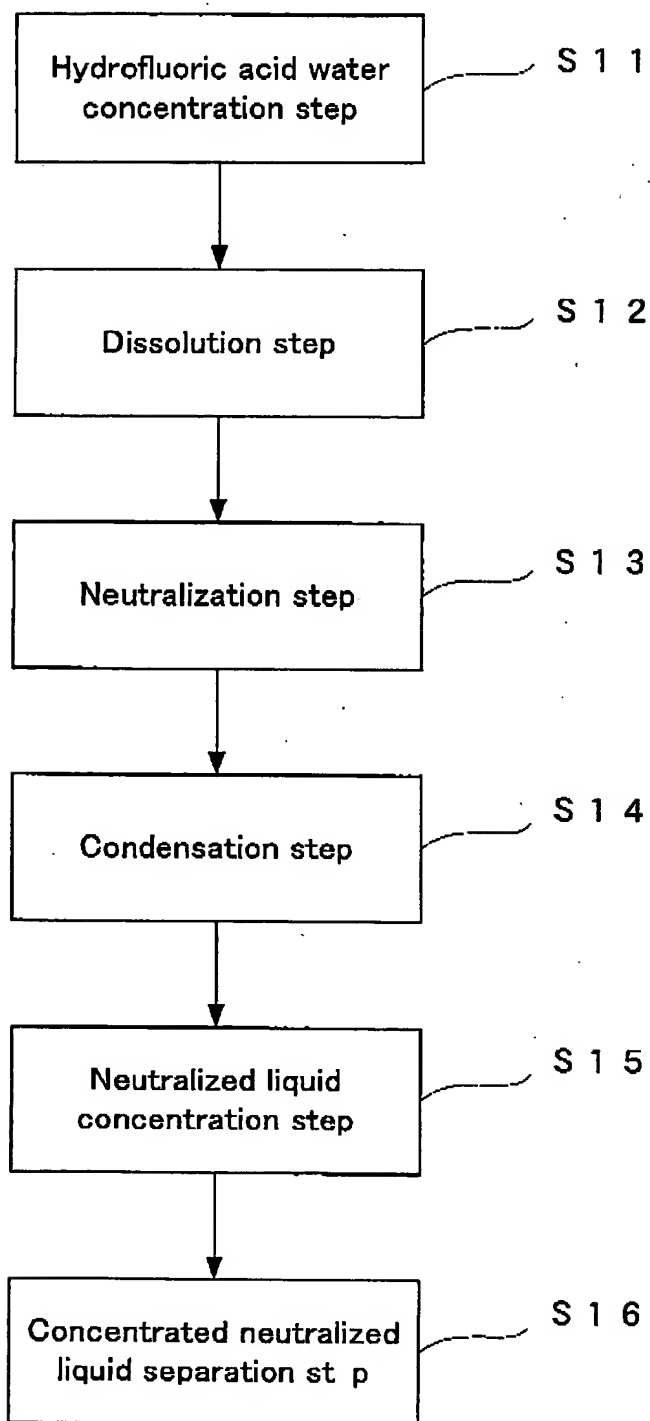 Hydrofluoric acid water
concentration step
S 1 1
Dissolution step
S 1 2
Neutralization step
S 1 3
Condensation step
S 1 4
Neutralized liquid
concentration step
S 1 5
Concentrated neutralized
liquid separation st p
S 1 6